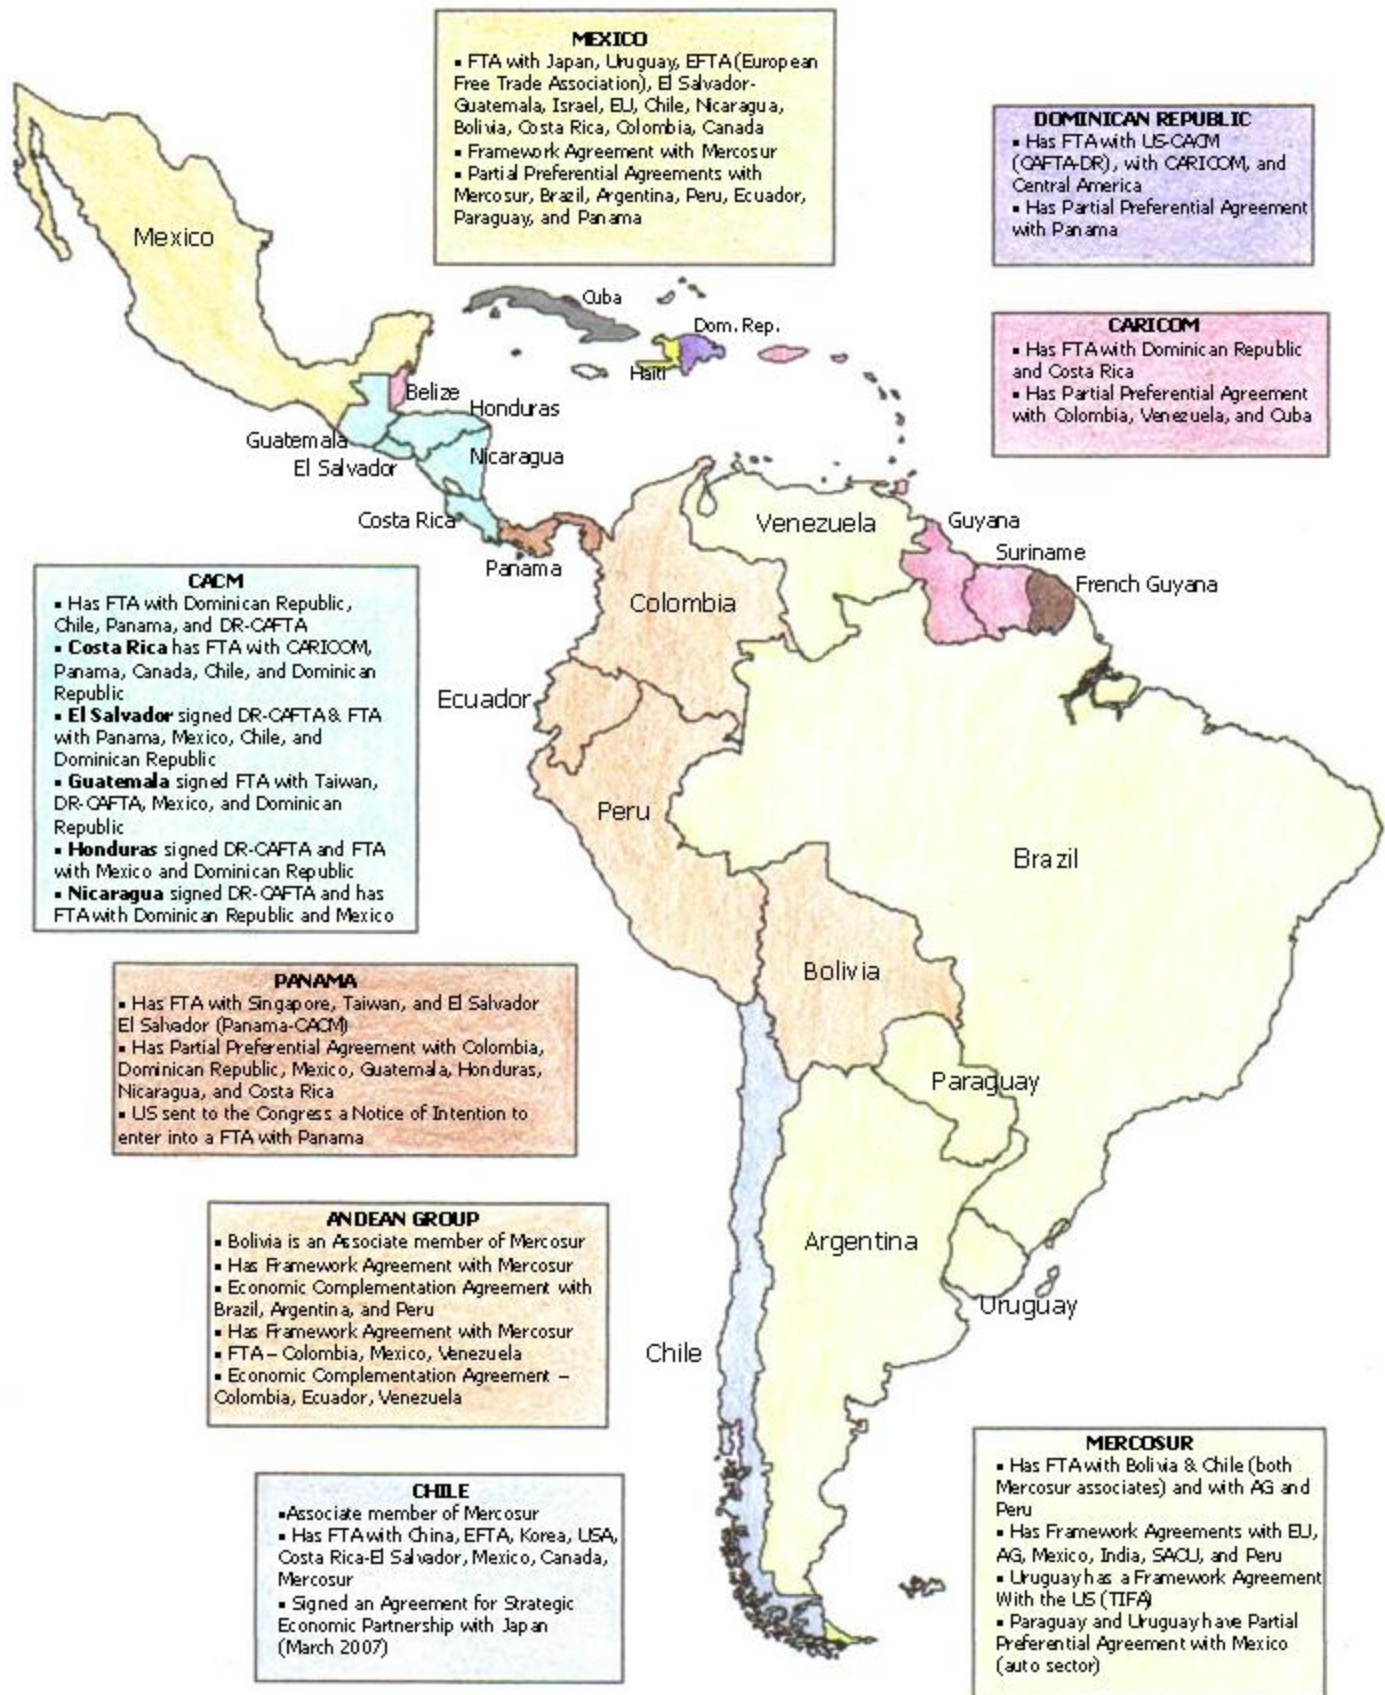 MEXICO
▪ FTA with Japan, Uruguay, EFTA (European
Free Trade Association), El Salvador-
Guatemala, Israel, EU, Chile, Nicaragua,
Bolivia, Costa Rica, Colombia, Canada
▪ Framework Agreement with Mercosur
▪ Partial Preferential Agreements with
Mercosur, Brazil, Argentina, Peru, Ecuador,
Paraguay, and Panama
DOMINICAN REPUBLIC
▪ Has FTA with US-CACM
(CAFTA-DR), with CARICOM, and
Central America
▪ Has Partial Preferential Agreement
with Panama
Mexico
Cuba
Dom. Rep.
Haiti
CARICOM
▪ Has FTA with Dominican Republic
and Costa Rica
▪ Has Partial Preferential Agreement
with Colombia, Venezuela, and Cuba
Belize
Honduras
Guatemala
El Salvador
Nicaragua
Costa Rica
Panama
Venezuela
Guyana
Suriname
French Guyana
Colombia
Ecuador
Peru
Brazil
CACM
▪ Has FTA with Dominican Republic,
Chile, Panama, and DR-CAFTA
▪ Costa Rica has FTA with CARICOM,
Panama, Canada, Chile, and Dominican
Republic
▪ El Salvador signed DR-CAFTA & FTA
with Panama, Mexico, Chile, and
Dominican Republic
▪ Guatemala signed FTA with Taiwan,
DR-CAFTA, Mexico, and Dominican
Republic
▪ Honduras signed DR-CAFTA and FTA
with Mexico and Dominican Republic
▪ Nicaragua signed DR-CAFTA and has
FTA with Dominican Republic and Mexico
Bolivia
Paraguay
PANAMA
▪ Has FTA with Singapore, Taiwan, and El Salvador
El Salvador (Panama-CACM)
▪ Has Partial Preferential Agreement with Colombia,
Dominican Republic, Mexico, Guatemala, Honduras,
Nicaragua, and Costa Rica
▪ US sent to the Congress a Notice of Intention to
enter into a FTA with Panama
Argentina
Uruguay
Chile
ANDEAN GROUP
▪ Bolivia is an Associate member of Mercosur
▪ Has Framework Agreement with Mercosur
▪ Economic Complementation Agreement with
Brazil, Argentina, and Peru
▪ Has Framework Agreement with Mercosur
▪ FTA – Colombia, Mexico, Venezuela
▪ Economic Complementation Agreement –
Colombia, Ecuador, Venezuela
CHILE
▪Associate member of Mercosur
▪ Has FTA with China, EFTA, Korea, USA,
Costa Rica-El Salvador, Mexico, Canada,
Mercosur
▪ Signed an Agreement for Strategic
Economic Partnership with Japan
(March 2007)
MERCOSUR
▪ Has FTA with Bolivia & Chile (both
Mercosur associates) and with AG and
Peru
▪ Has Framework Agreements with EU,
AG, Mexico, India, SACU, and Peru
▪ Uruguay has a Framework Agreement
With the US (TIFA)
▪ Paraguay and Uruguay have Partial
Preferential Agreement with Mexico
(auto sector)